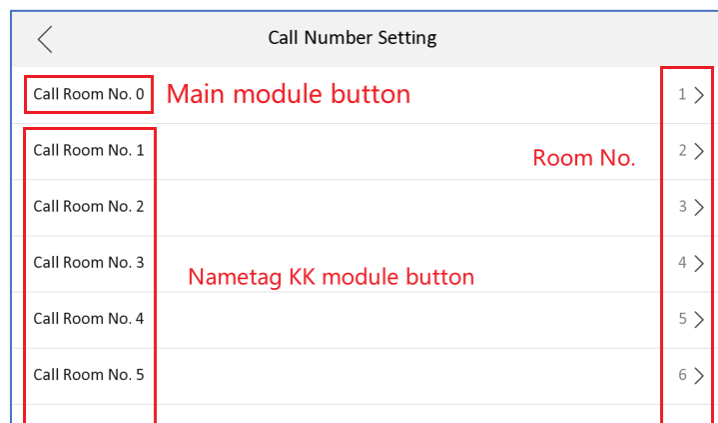 Call Number Setting
Call Room No. 0 Main module button 1
Call Room No. 1 Room No. 2
Call Room No. 2 3
Call Room No. 3 Nametag KK module button 4
Call Room No. 4 5
Call Room No. 5 6